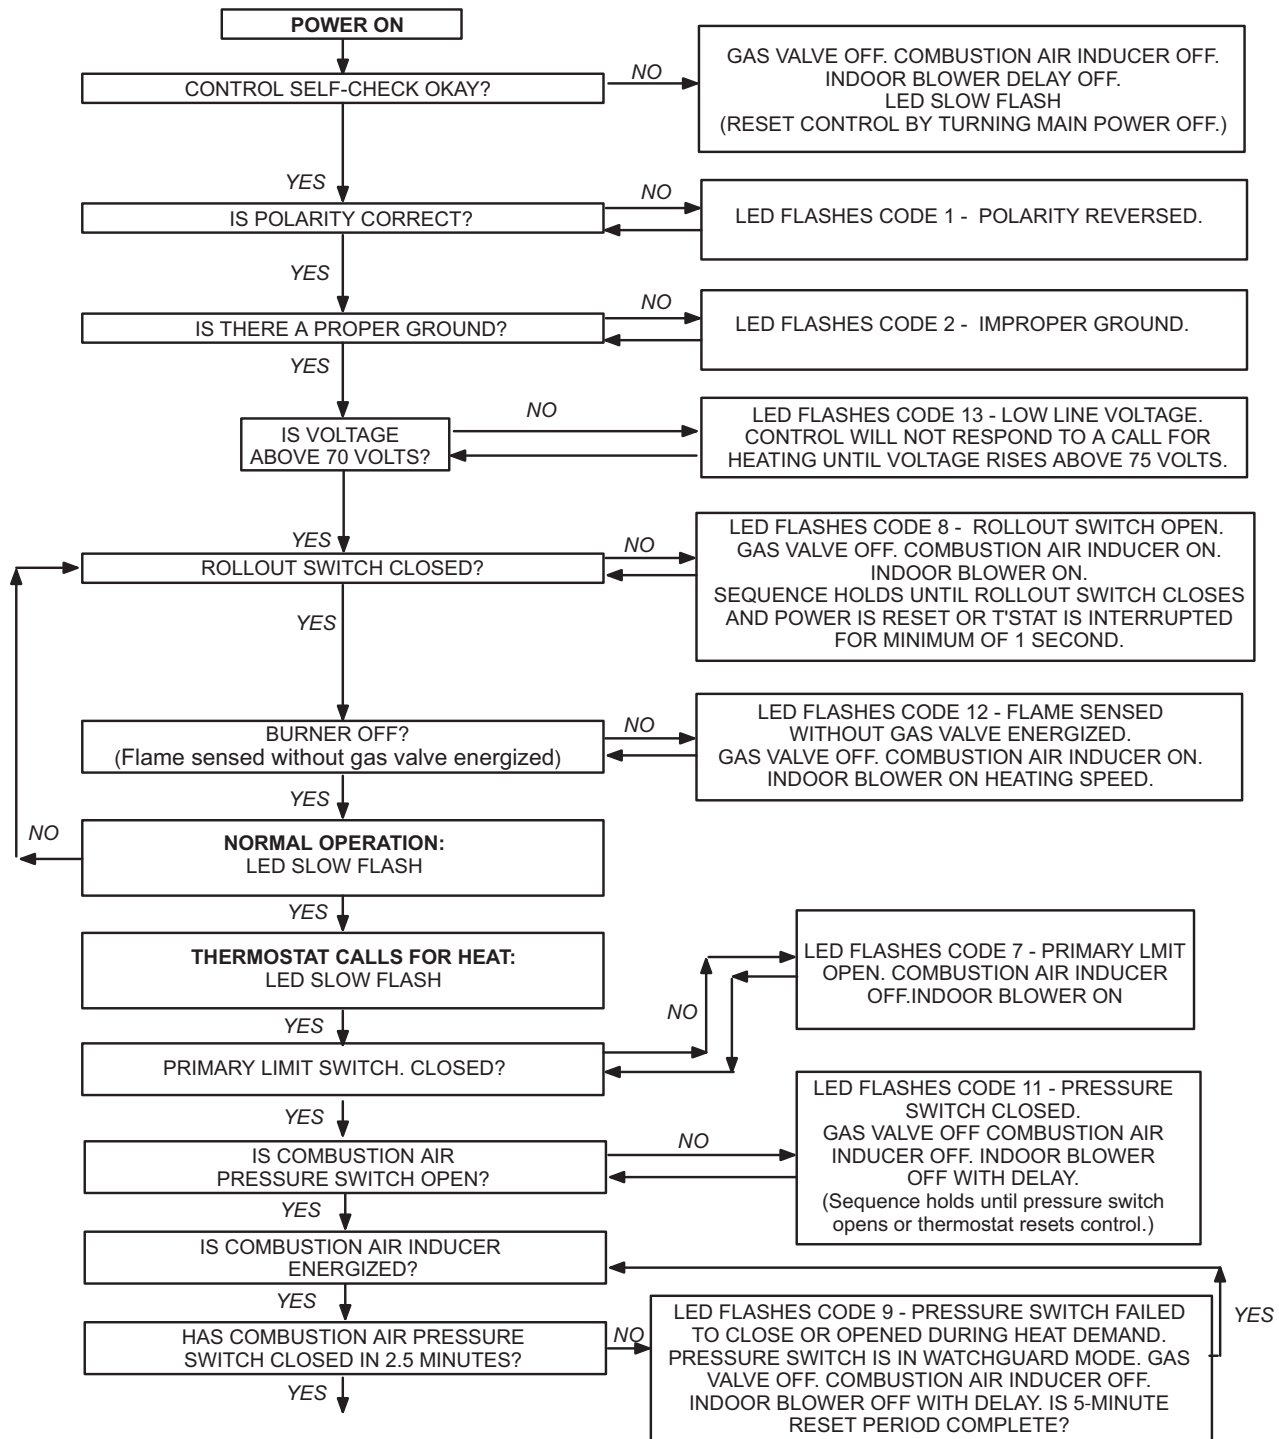 POWER ON
CONTROL SELF-CHECK OKAY?
NO
GAS VALVE OFF. COMBUSTION AIR INDUCER OFF.
INDOOR BLOWER DELAY OFF.
LED SLOW FLASH
(RESET CONTROL BY TURNING MAIN POWER OFF.)
YES
IS POLARITY CORRECT?
NO
LED FLASHES CODE 1 - POLARITY REVERSED.
YES
IS THERE A PROPER GROUND?
NO
LED FLASHES CODE 2 - IMPROPER GROUND.
YES
IS VOLTAGE
ABOVE 70 VOLTS?
NO
LED FLASHES CODE 13 - LOW LINE VOLTAGE.
CONTROL WILL NOT RESPOND TO A CALL FOR
HEATING UNTIL VOLTAGE RISES ABOVE 75 VOLTS.
YES
ROLLOUT SWITCH CLOSED?
NO
LED FLASHES CODE 8 - ROLLOUT SWITCH OPEN.
GAS VALVE OFF. COMBUSTION AIR INDUCER ON.
INDOOR BLOWER ON.
SEQUENCE HOLDS UNTIL ROLLOUT SWITCH CLOSES
AND POWER IS RESET OR T'STAT IS INTERRUPTED
FOR MINIMUM OF 1 SECOND.
YES
BURNER OFF?
(Flame sensed without gas valve energized)
NO
LED FLASHES CODE 12 - FLAME SENSED
WITHOUT GAS VALVE ENERGIZED.
GAS VALVE OFF. COMBUSTION AIR INDUCER ON.
INDOOR BLOWER ON HEATING SPEED.
YES
NO
NORMAL OPERATION:
LED SLOW FLASH
YES
THERMOSTAT CALLS FOR HEAT:
LED SLOW FLASH
NO
LED FLASHES CODE 7 - PRIMARY LMIT
OPEN. COMBUSTION AIR INDUCER
OFF.INDOOR BLOWER ON
YES
PRIMARY LIMIT SWITCH. CLOSED?
YES
IS COMBUSTION AIR
PRESSURE SWITCH OPEN?
NO
LED FLASHES CODE 11 - PRESSURE
SWITCH CLOSED.
GAS VALVE OFF COMBUSTION AIR
INDUCER OFF. INDOOR BLOWER
OFF WITH DELAY.
(Sequence holds until pressure switch
opens or thermostat resets control.)
YES
IS COMBUSTION AIR INDUCER
ENERGIZED?
YES
HAS COMBUSTION AIR PRESSURE
SWITCH CLOSED IN 2.5 MINUTES?
NO
LED FLASHES CODE 9 - PRESSURE SWITCH FAILED
TO CLOSE OR OPENED DURING HEAT DEMAND.
PRESSURE SWITCH IS IN WATCHGUARD MODE. GAS
VALVE OFF. COMBUSTION AIR INDUCER OFF.
INDOOR BLOWER OFF WITH DELAY. IS 5-MINUTE
RESET PERIOD COMPLETE?
YES
YES